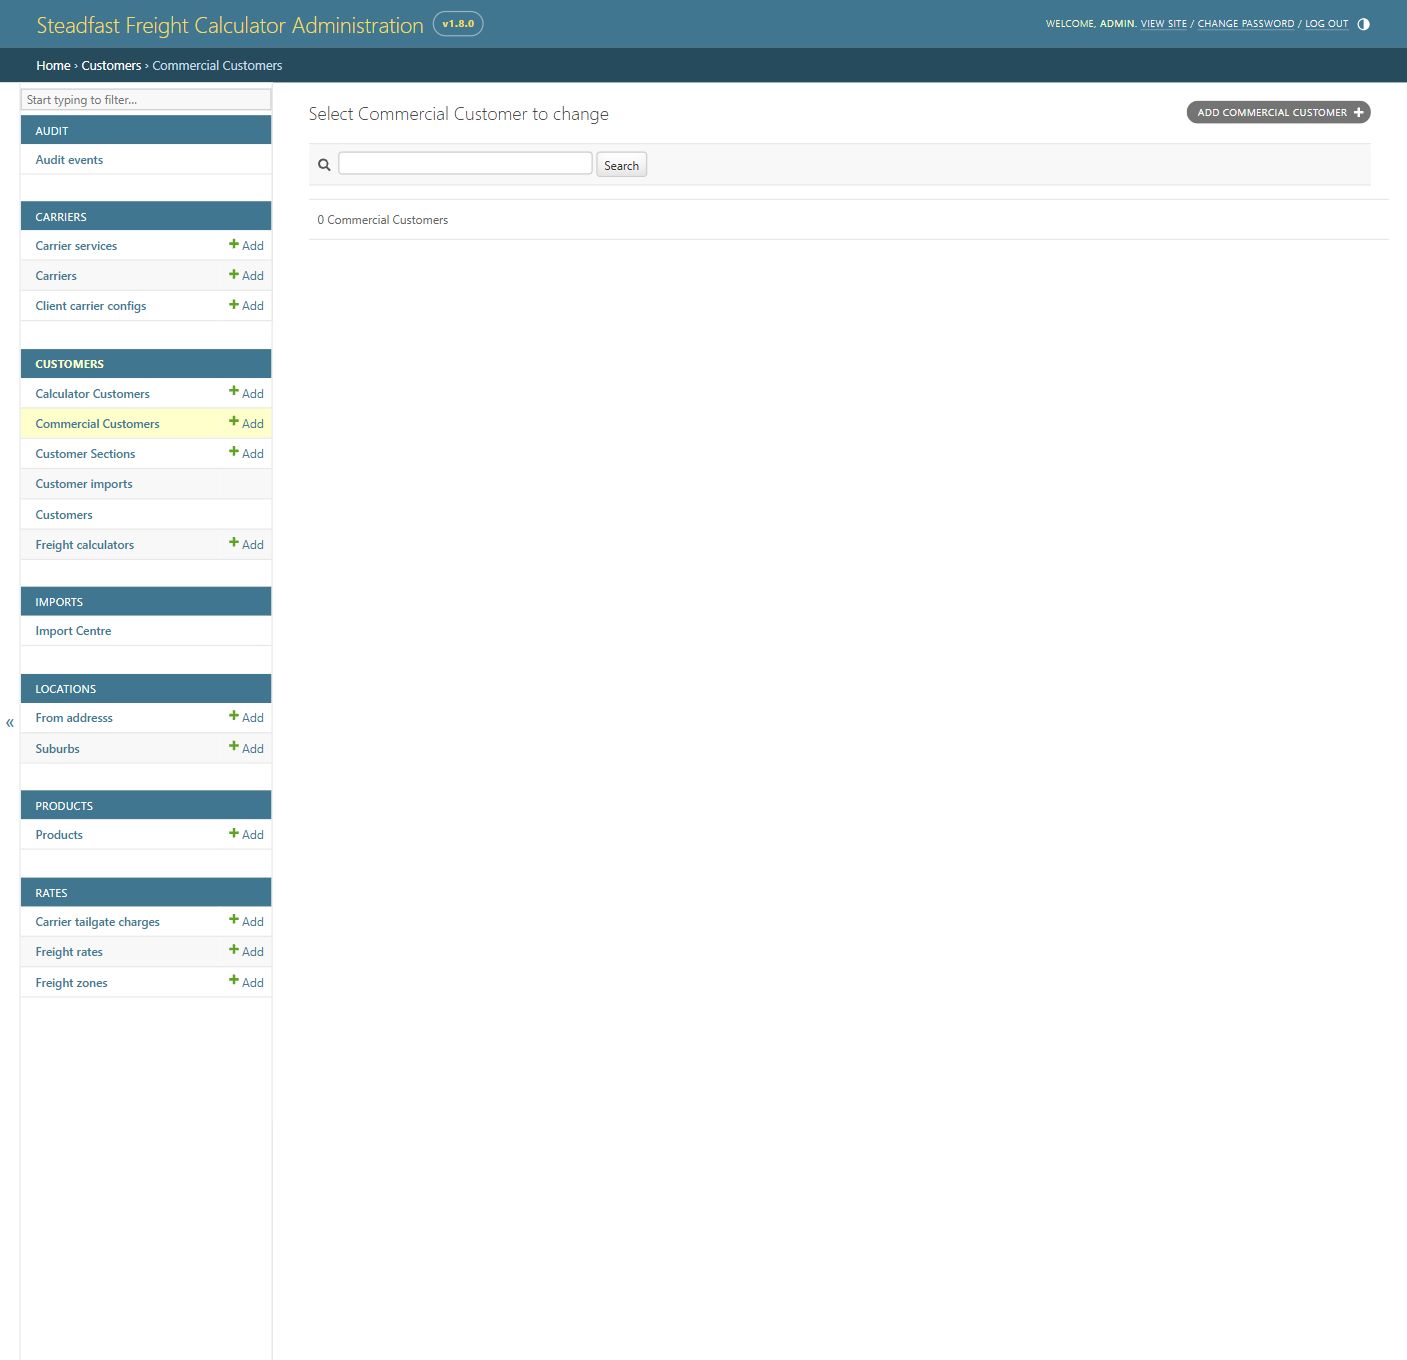 Steadfast Freight Calculator Administration v1.8.0
WELCOME, ADMIN. VIEW SITE / CHANGE PASSWORD / LOG OUT
Home › Customers › Commercial Customers
Start typing to filter...
AUDIT
Audit events
CARRIERS
Carrier services Add
Carriers Add
Client carrier configs Add
CUSTOMERS
Calculator Customers Add
Commercial Customers Add
Customer Sections Add
Customer imports
Customers
Freight calculators Add
IMPORTS
Import Centre
LOCATIONS
From addresss Add
Suburbs Add
PRODUCTS
Products Add
RATES
Carrier tailgate charges Add
Freight rates Add
Freight zones Add
«
Select Commercial Customer to change
ADD COMMERCIAL CUSTOMER +
Search
0 Commercial Customers